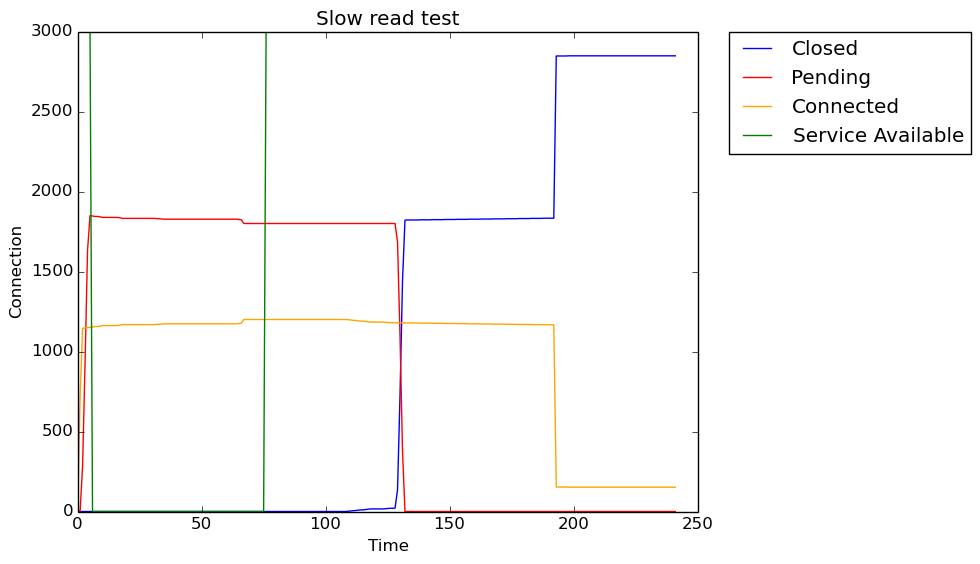 Slow read test
3000
2500
2000
1500
1000
500
0
Connection
0 50 100 150 200 250
Time
Closed
Pending
Connected
Service Available